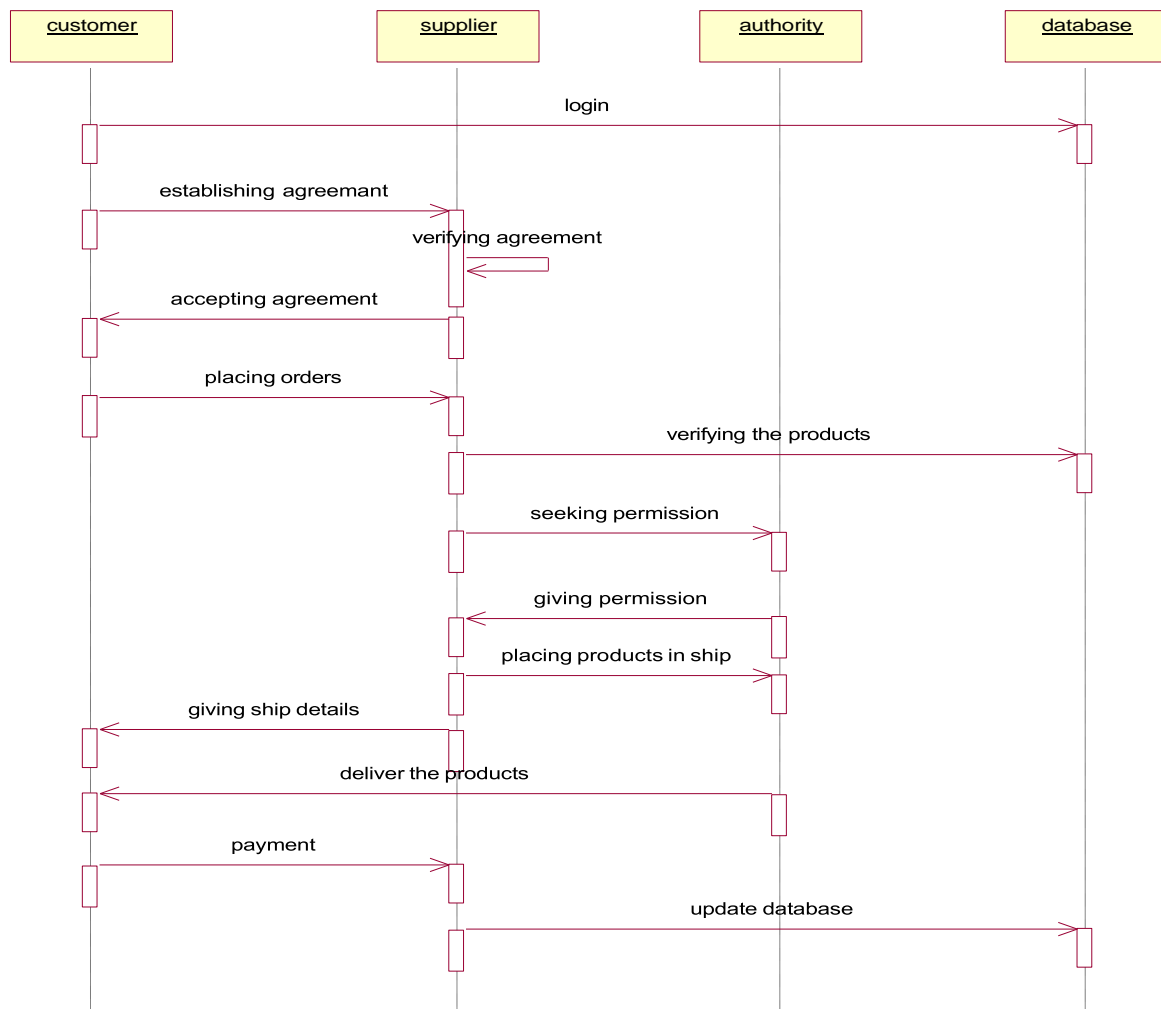 customer
supplier
authority
database
login
establishing agreemant
verifying agreement
accepting agreement
placing orders
verifying the products
seeking permission
giving permission
placing products in ship
giving ship details
deliver the products
payment
update database